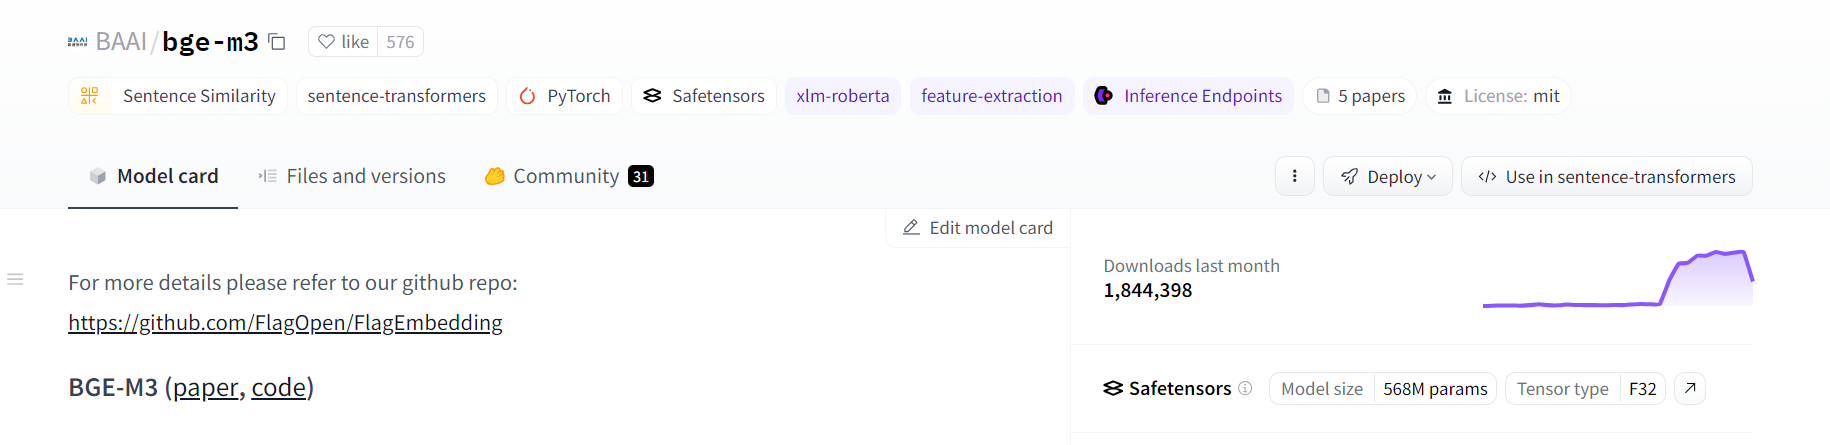 BAAI/bge-m3 like 576
Sentence Similarity sentence-transformers PyTorch Safetensors xlm-roberta feature-extraction Inference Endpoints 5 papers License: mit
Model card Files and versions Community 31 Deploy </> Use in sentence-transformers
Edit model card
For more details please refer to our github repo:
https://github.com/FlagOpen/FlagEmbedding
BGE-M3 (paper, code)
Downloads last month
1,844,398
Safetensors Model size 568M params Tensor type F32